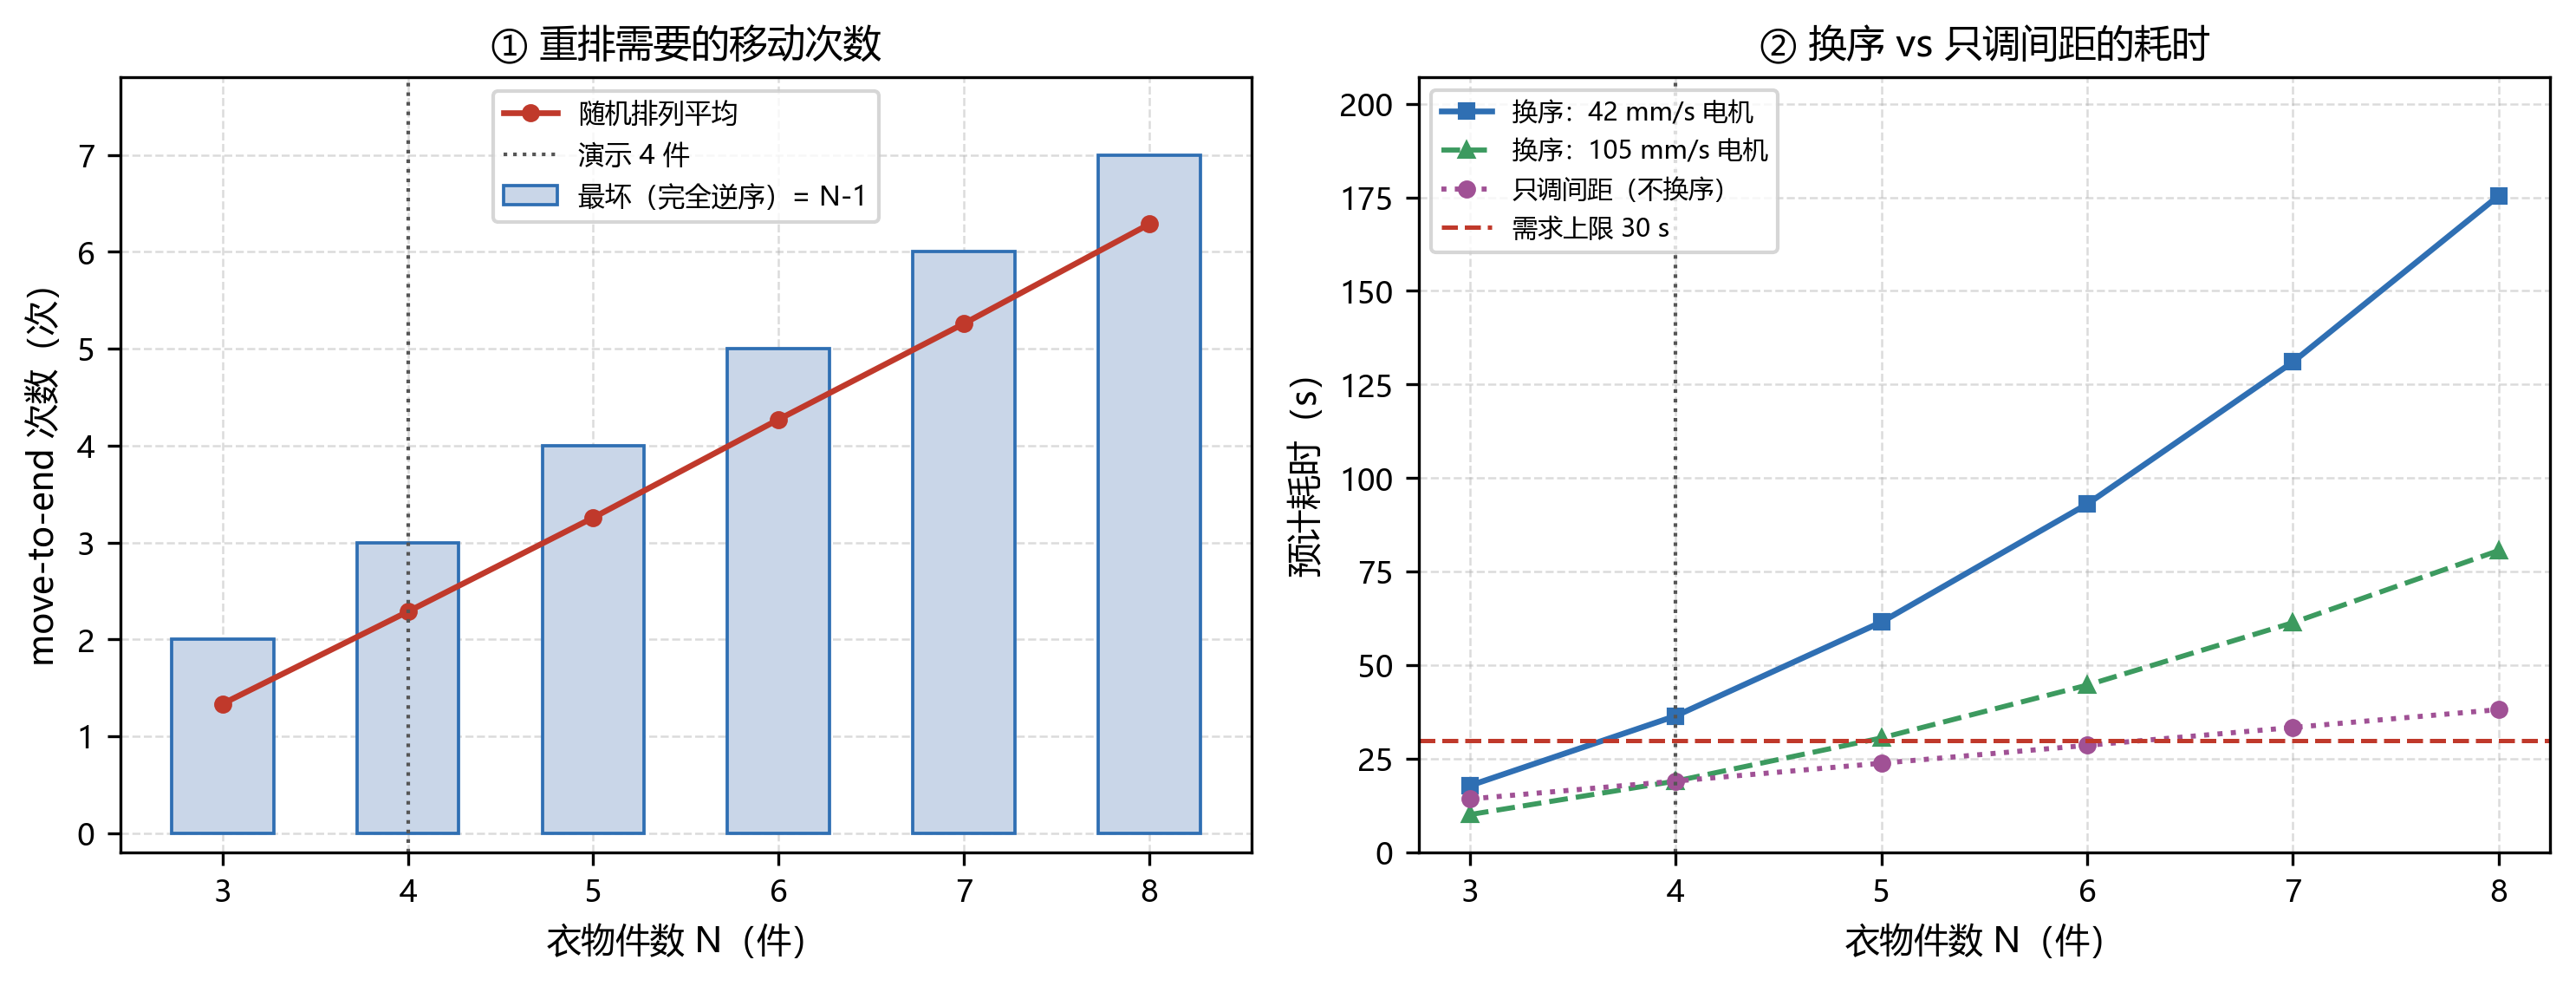 ① 重排需要的移动次数
随机排列平均
演示 4 件
最坏（完全逆序）= N-1
move-to-end 次数（次）
7
6
5
4
3
2
1
0
3
4
5
6
7
8
衣物件数 N（件）
② 换序 vs 只调间距的耗时
换序：42 mm/s 电机
换序：105 mm/s 电机
只调间距（不换序）
需求上限 30 s
预计耗时（s）
200
175
150
125
100
75
50
25
0
3
4
5
6
7
8
衣物件数 N（件）